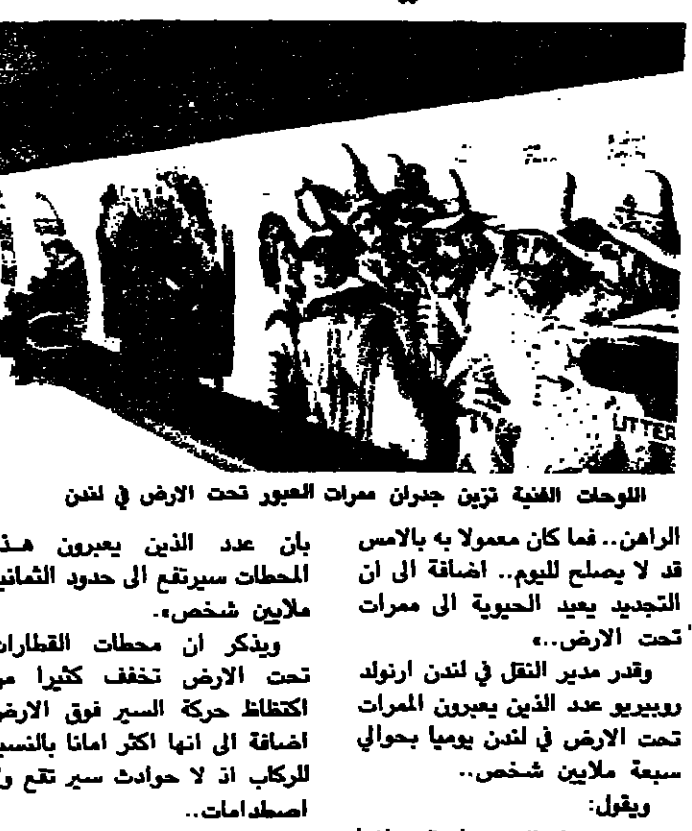 LITTER
اللوحات الفنية تزين جدران ممرات العبور تحت الارض في لندن
الراهن.. فما كان معمولا به بالامس
قد لا يصلح لليوم.. اضافة الى ان
التجديد يعيد الحيوية الى ممرات
تحت الارض..»
وقدر مدير النقل في لندن ارنولد
روبيريو عدد الذين يعبرون الممرات
تحت الارض في لندن يوميا بحوالي
سبعة ملايين شخص..
ويقول:
بان عدد الذين يعبرون هذ
المحطات سيرتفع الى حدود الثماني
ملايين شخص».
ويذكر ان محطات القطارات
تحت الارض تخفف كثيرا من
اكتظاظ حركة السير فوق الارض
اضافة الى انها اكثر امانا بالنسب
للركاب اذ لا حوادث سير تقع و
اصطدامات..